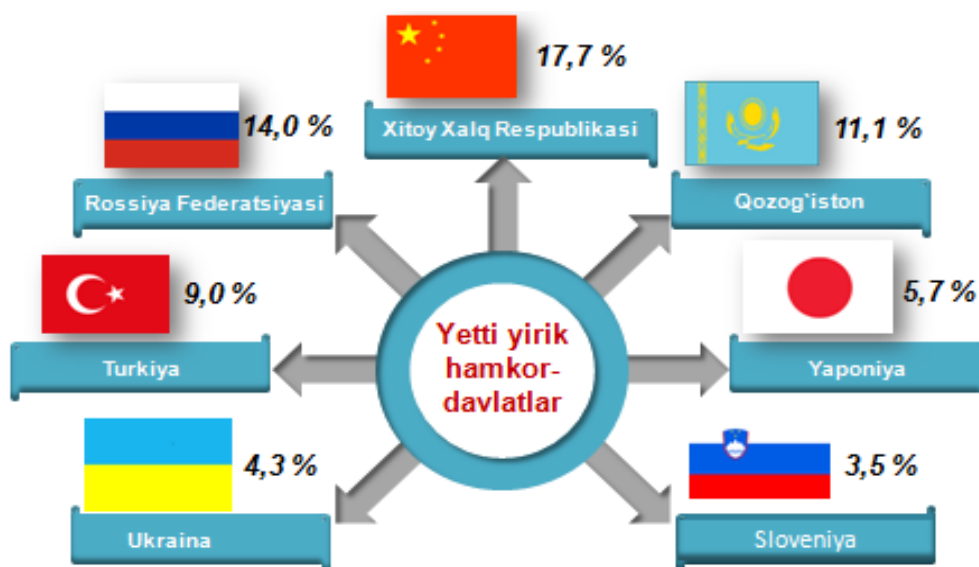 17,7 %
Xitoy Xalq Respublikasi
14,0 %
Rossiya Federatsiyasi
11,1 %
Qozog`iston
9,0 %
Turkiya
5,7 %
Yaponiya
Yetti yirik
hamkor-
davlatlar
4,3 %
Ukraina
3,5 %
Sloveniya